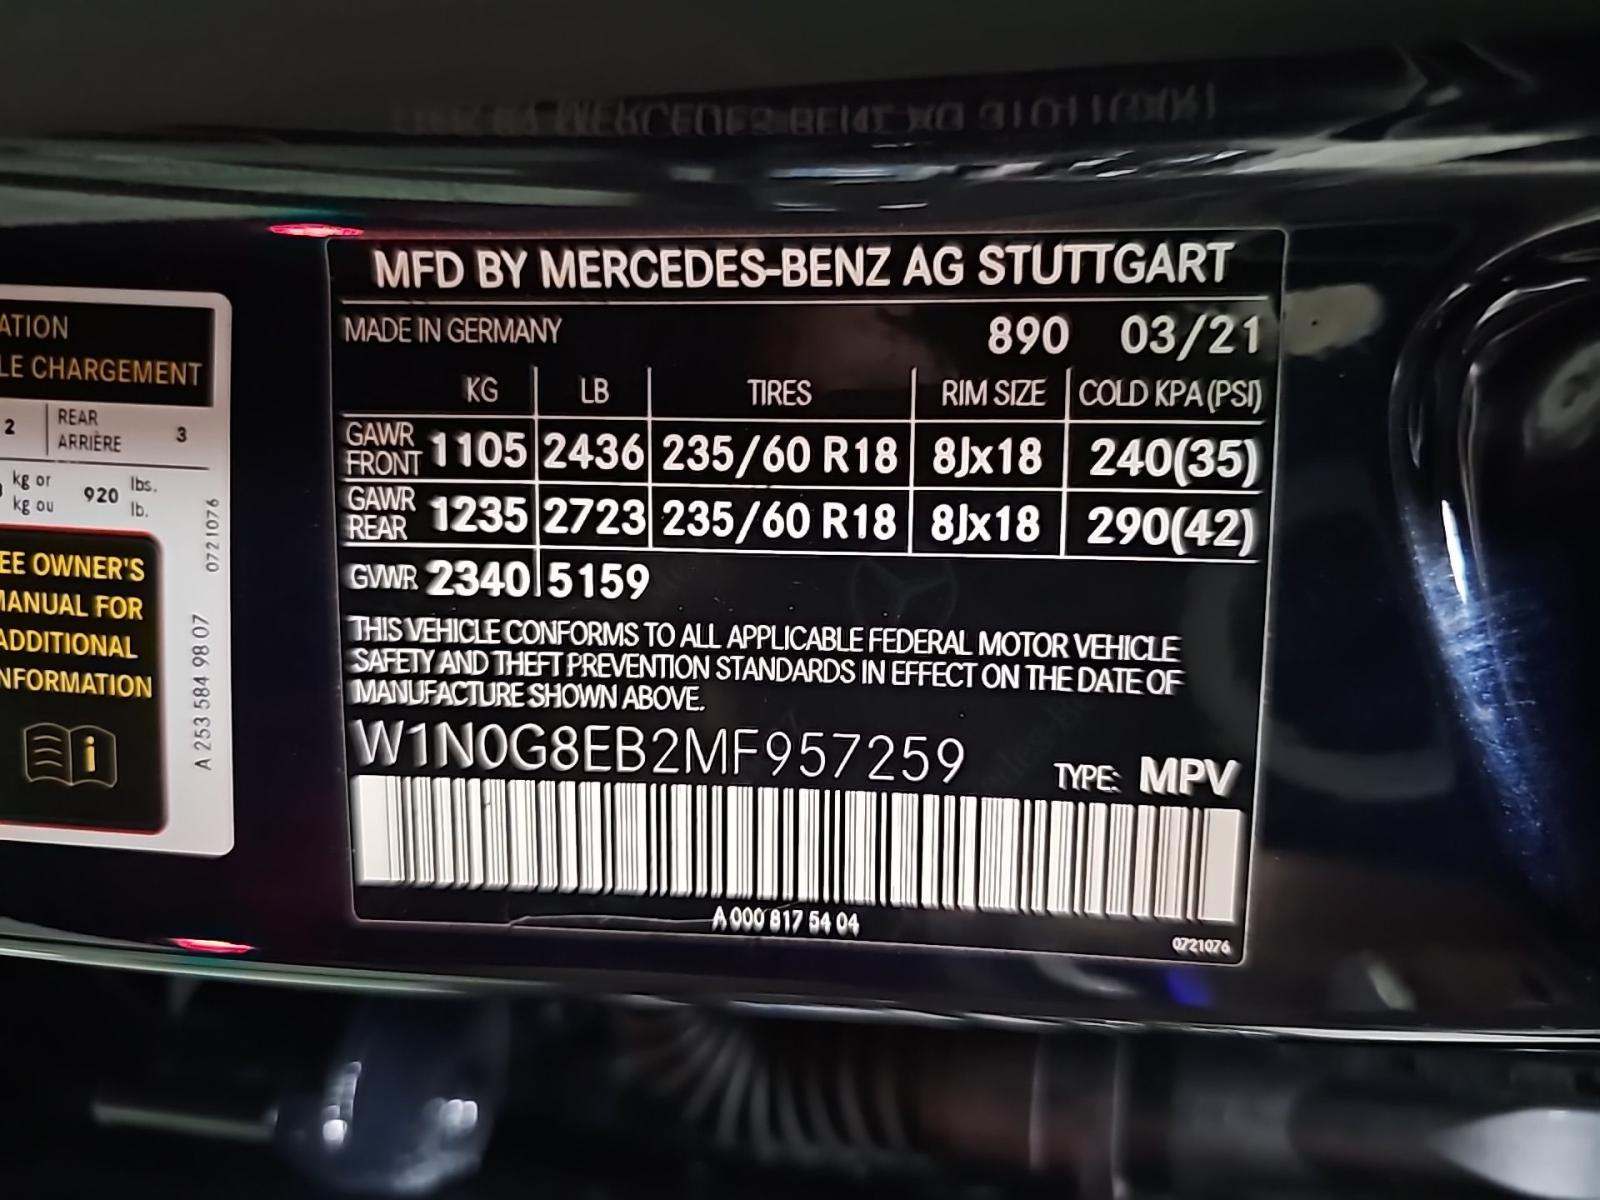 ATION
LE CHARGEMENT
2 REAR ARRIÈRE 3
kg or kg ou 920 lbs. lb.
EE OWNER'S
MANUAL FOR
ADDITIONAL
NFORMATION
A 253 584 98 07 0721076
MFD BY MERCEDES-BENZ AG STUTTGART
MADE IN GERMANY 890 03/21
KG LB TIRES RIM SIZE COLD KPA (PSI)
GAWR FRONT 1105 2436 235/60 R18 8Jx18 240(35)
GAWR REAR 1235 2723 235/60 R18 8Jx18 290(42)
GVWR 2340 5159
THIS VEHICLE CONFORMS TO ALL APPLICABLE FEDERAL MOTOR VEHICLE
SAFETY AND THEFT PREVENTION STANDARDS IN EFFECT ON THE DATE OF
MANUFACTURE SHOWN ABOVE.
W1N0G8EB2MF957259 TYPE: MPV
A 000 817 54 04
0721076